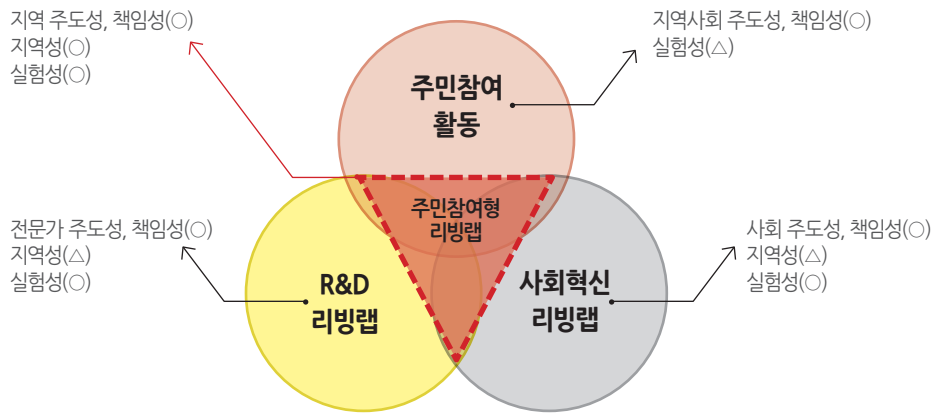 지역 주도성, 책임성(○)
지역성(○)
실험성(○)
지역사회 주도성, 책임성(○)
실험성(△)
주민참여
활동
주민참여형
리빙랩
전문가 주도성, 책임성(○)
지역성(△)
실험성(○)
R&D
리빙랩
사회혁신
리빙랩
사회 주도성, 책임성(○)
지역성(△)
실험성(○)